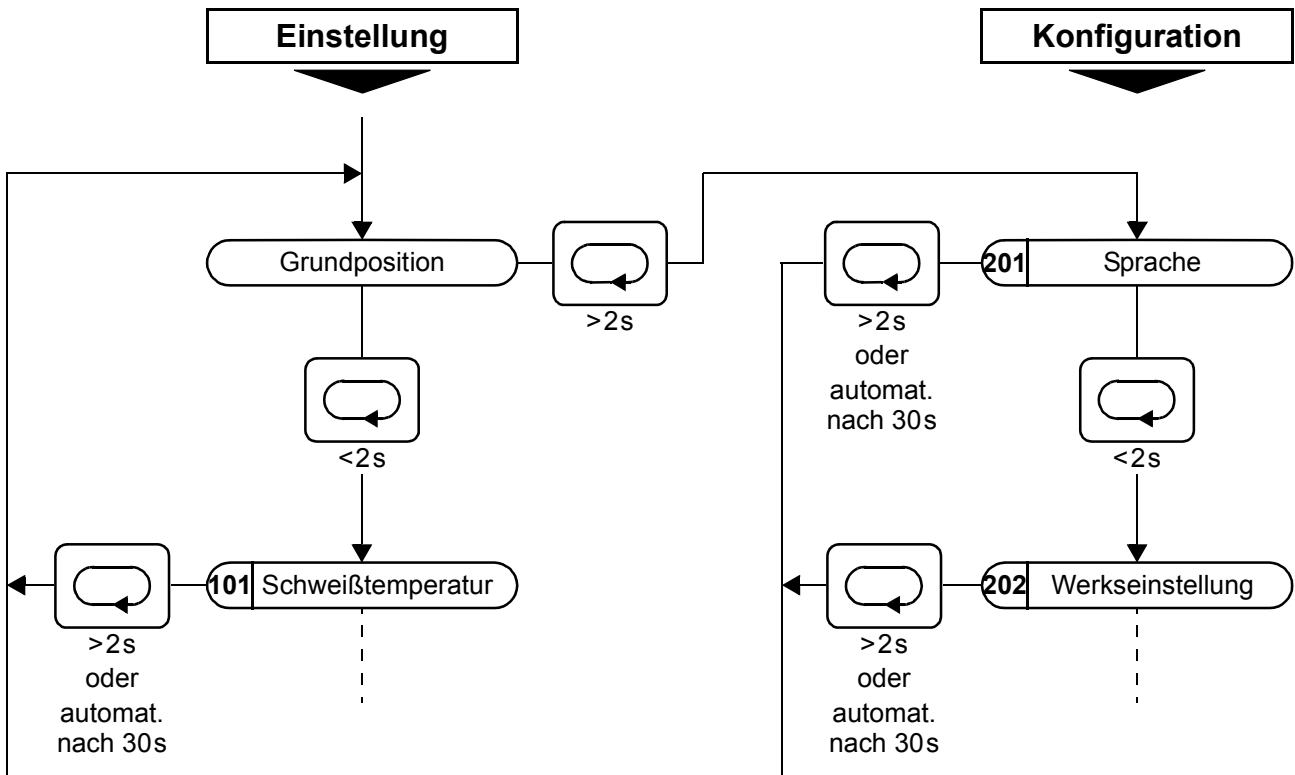 Einstellung
Konfiguration
Grundposition
>2s
>2s
oder
automat.
nach 30s
201 Sprache
<2s
<2s
101 Schweißtemperatur
>2s
oder
automat.
nach 30s
202 Werkseinstellung
>2s
oder
automat.
nach 30s